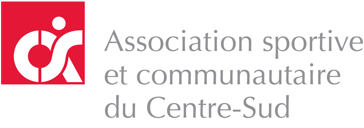 Association sportive
et communautaire
du Centre-Sud